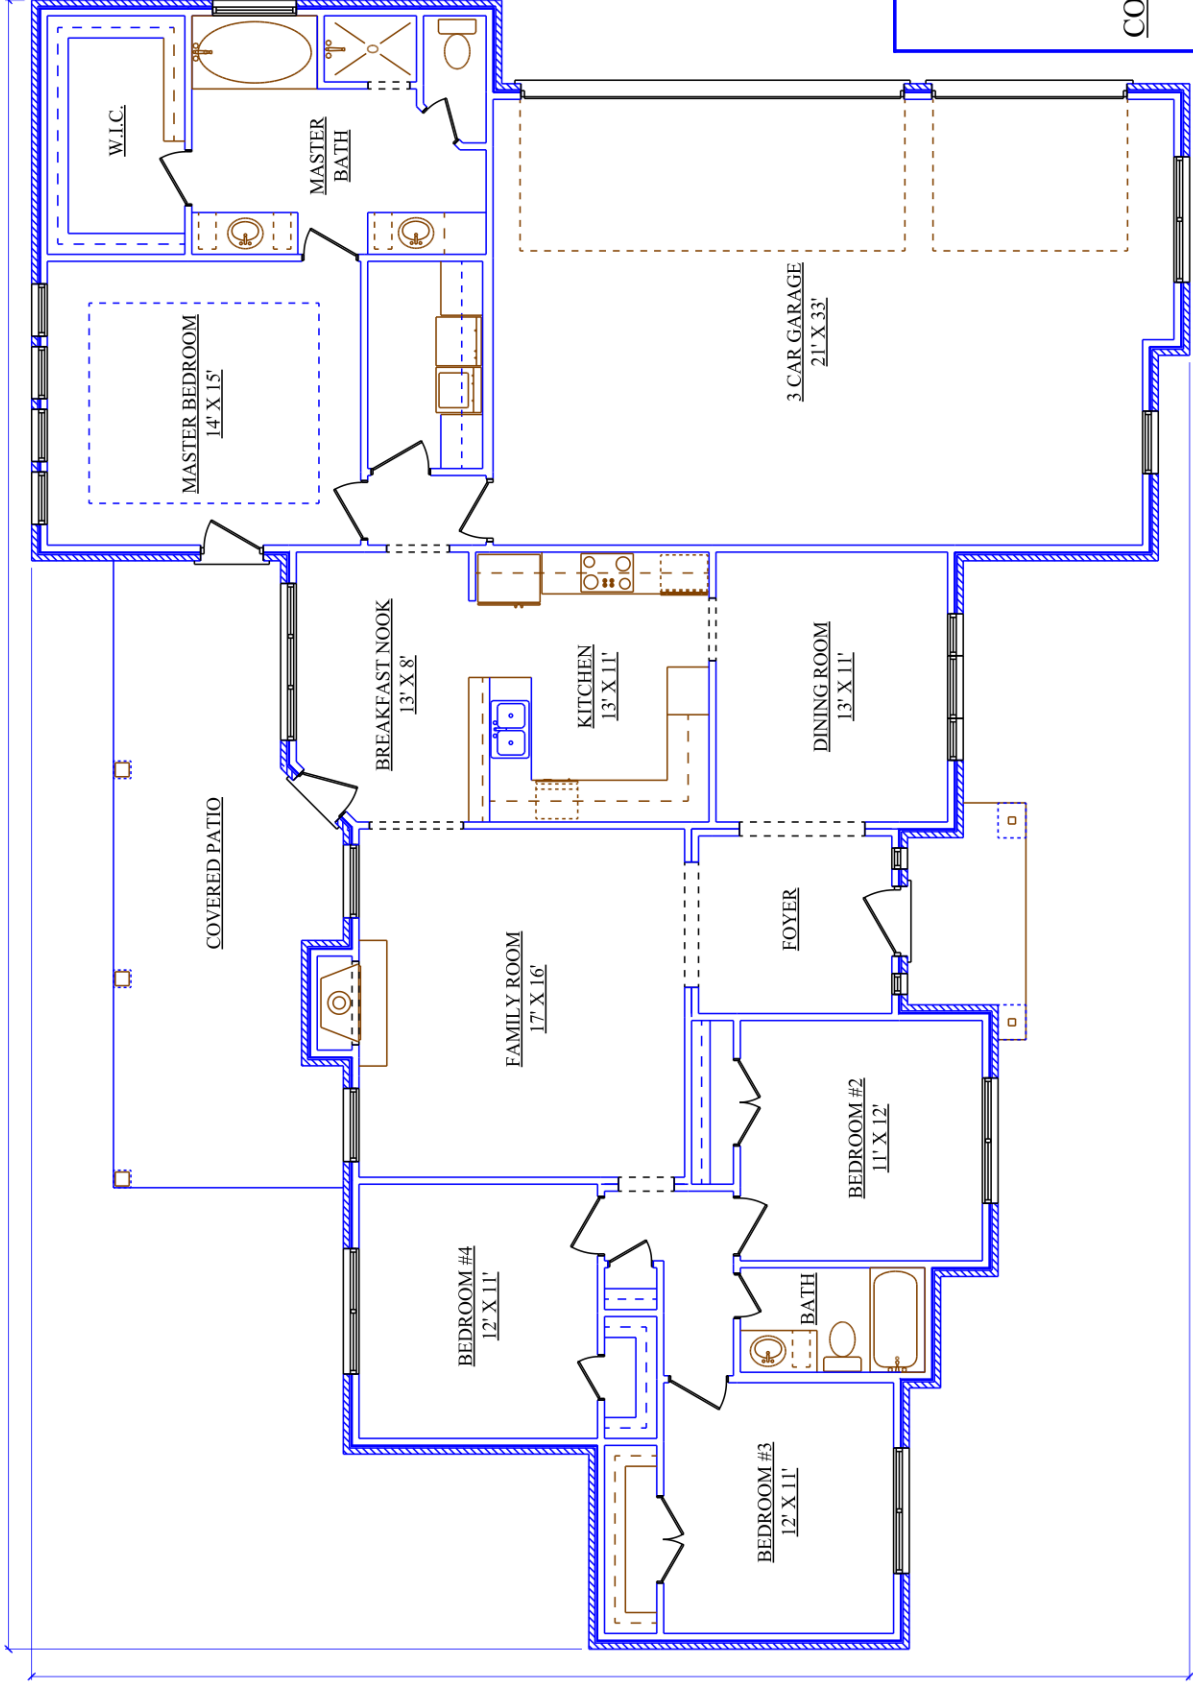 W.I.C.
MASTER
BATH
MASTER BEDROOM
14' X 15'
3 CAR GARAGE
21' X 33'
COVERED PATIO
BREAKFAST NOOK
13' X 8'
KITCHEN
13' X 11'
DINING ROOM
13' X 11'
FAMILY ROOM
17' X 16'
FOYER
BEDROOM #2
11' X 12'
BEDROOM #4
12' X 11'
BATH
BEDROOM #3
12' X 11'
CO